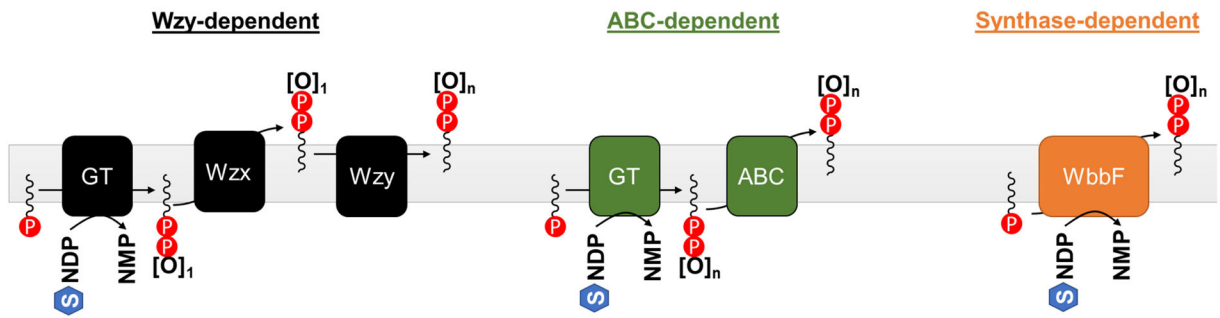 Wzy-dependent
ABC-dependent
Synthase-dependent
[O]1
P
P
[O]n
P
P
[O]n
P
P
[O]n
P
P
GT
Wzx
Wzy
GT
ABC
WbbF
P
P
P
[O]1
NDP
NMP
S
P
P
P
[O]n
NDP
NMP
S
P
NDP
NMP
S